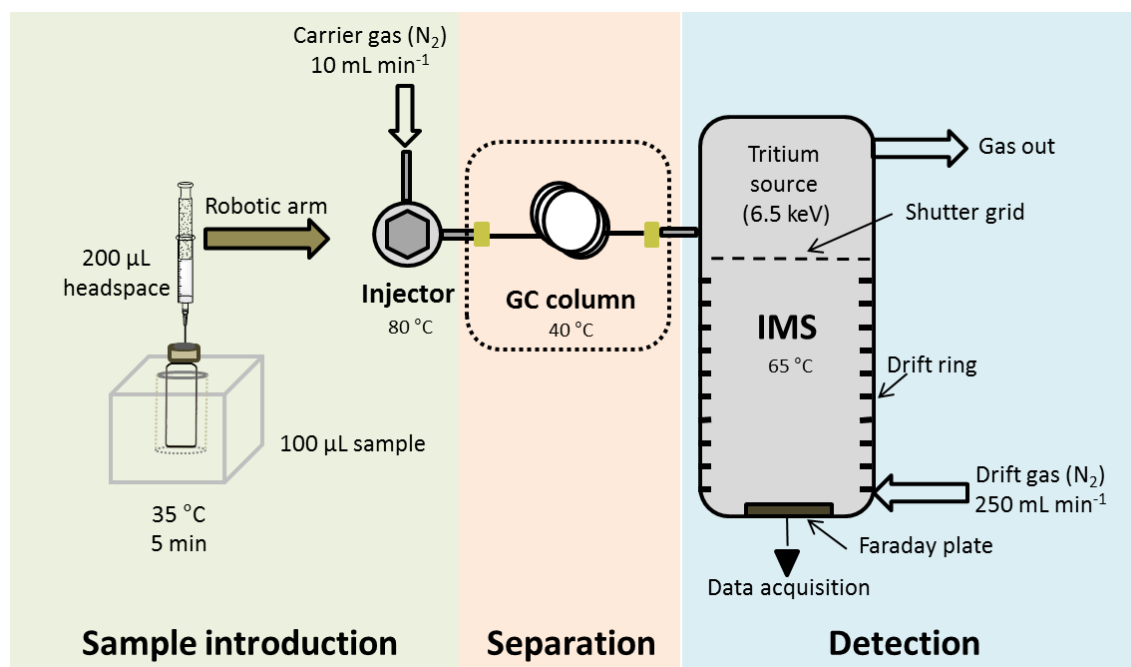 Carrier gas (N₂)
10 mL min⁻¹
Robotic arm
200 µL
headspace
Injector
80 °C
100 µL sample
35 °C
5 min
Sample introduction
GC column
40 °C
Separation
Tritium
source
(6.5 keV)
Gas out
Shutter grid
IMS
65 °C
Drift ring
Drift gas (N₂)
250 mL min⁻¹
Faraday plate
Data acquisition
Detection